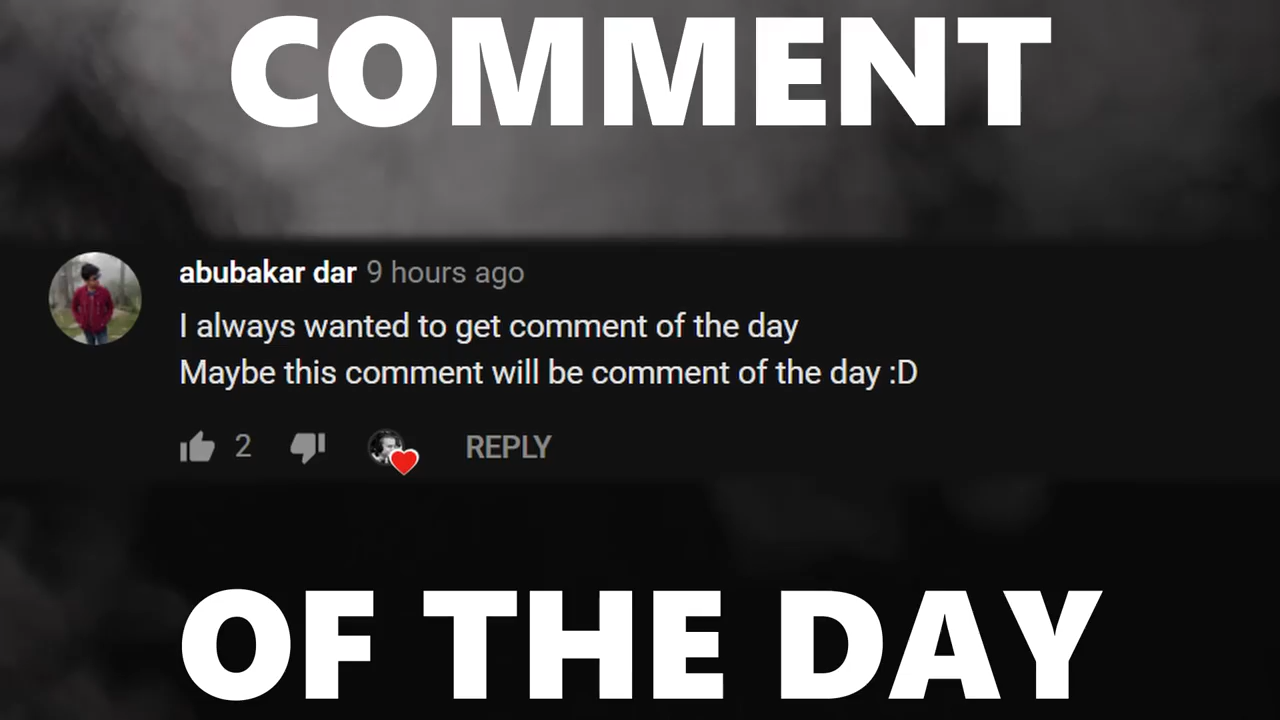 COMMENT
abubakar dar 9 hours ago
I always wanted to get comment of the day
Maybe this comment will be comment of the day :D
2 REPLY
OF THE DAY